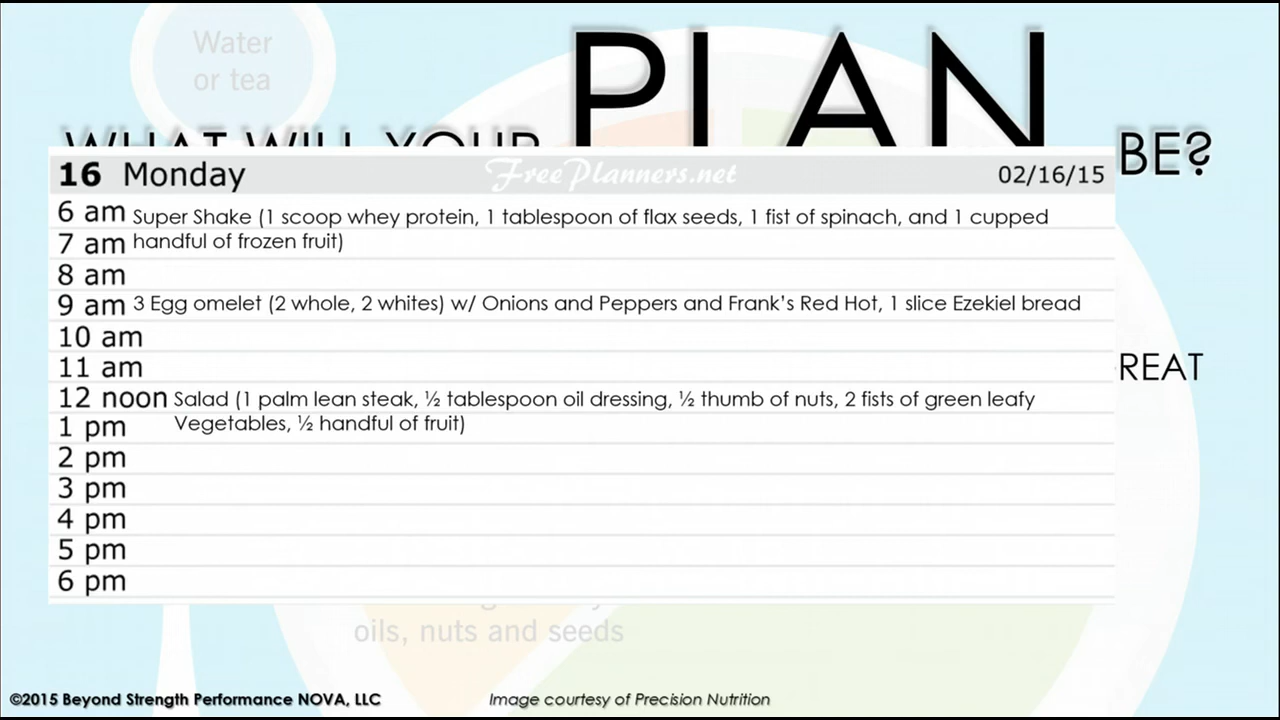 Water
or tea
WHAT WILL YOUR PLAN BE?
16 Monday FreePlanners.net 02/16/15
6 am Super Shake (1 scoop whey protein, 1 tablespoon of flax seeds, 1 fist of spinach, and 1 cupped
7 am handful of frozen fruit)
8 am
9 am 3 Egg omelet (2 whole, 2 whites) w/ Onions and Peppers and Frank's Red Hot, 1 slice Ezekiel bread
10 am
11 am
REAT
12 noon Salad (1 palm lean steak, ½ tablespoon oil dressing, ½ thumb of nuts, 2 fists of green leafy
1 pm Vegetables, ½ handful of fruit)
2 pm
3 pm
4 pm
5 pm
6 pm
oils, nuts and seeds
©2015 Beyond Strength Performance NOVA, LLC Image courtesy of Precision Nutrition